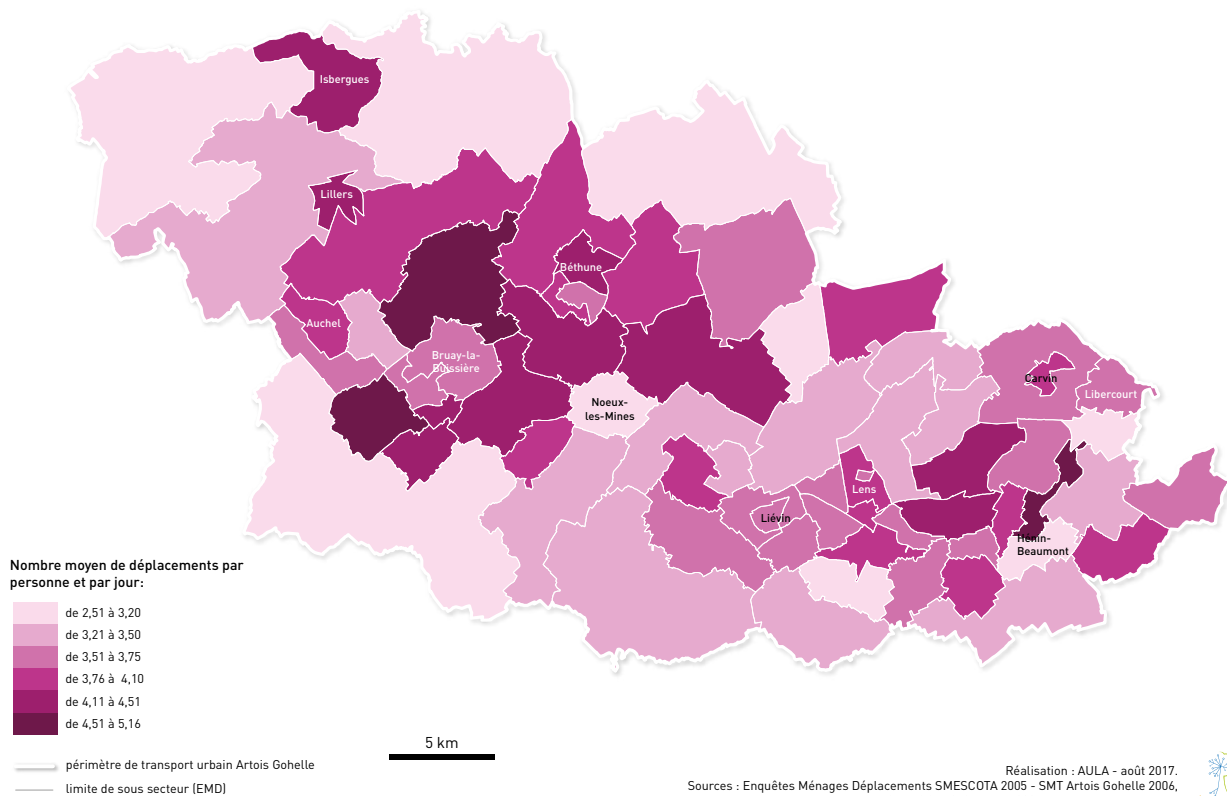 Isbergues
Lillers
Béthune
Auchel
Bruay-la-
Buissière
Noeux-
les-Mines
Carvin
Libercourt
Lens
Liévin
Hénin-
Beaumont
Nombre moyen de déplacements par
personne et par jour:
de 2,51 à 3,20
de 3,21 à 3,50
de 3,51 à 3,75
de 3,76 à 4,10
de 4,11 à 4,51
de 4,51 à 5,16
périmètre de transport urbain Artois Gohelle
limite de sous secteur (EMD)
5 km
Réalisation : AULA - août 2017.
Sources : Enquêtes Ménages Déplacements SMESCOTA 2005 - SMT Artois Gohelle 2006,